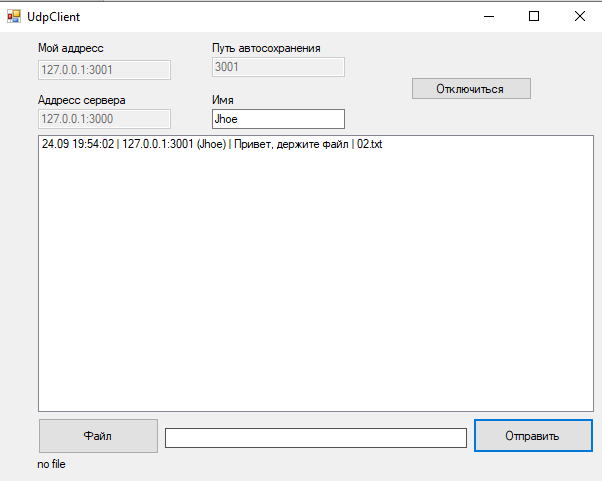 UdpClient
Мой аддресс
Путь автосохранения
127.0.0.1:3001
3001
Отключиться
Аддресс сервера
Имя
127.0.0.1:3000
Jhoe
24.09 19:54:02 | 127.0.0.1:3001 (Jhoe) | Привет, держите файл | 02.txt
Файл
Отправить
no file